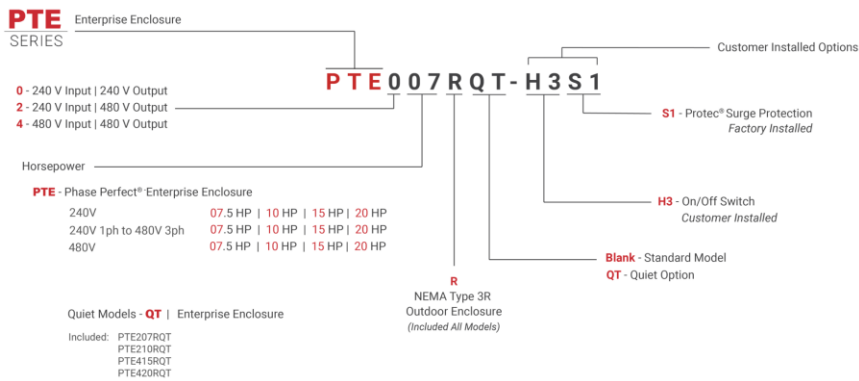 PTE
SERIES
Enterprise Enclosure
Customer Installed Options
PTE007RQT-H3S1
0 - 240 V Input | 240 V Output
2 - 240 V Input | 480 V Output
4 - 480 V Input | 480 V Output
S1 - Protec® Surge Protection
Factory Installed
Horsepower
PTE - Phase Perfect® Enterprise Enclosure
240V 07.5 HP | 10 HP | 15 HP | 20 HP
240V 1ph to 480V 3ph 07.5 HP | 10 HP | 15 HP | 20 HP
480V 07.5 HP | 10 HP | 15 HP | 20 HP
H3 - On/Off Switch
Customer Installed
Blank - Standard Model
QT - Quiet Option
R
NEMA Type 3R
Outdoor Enclosure
(Included All Models)
Quiet Models - QT | Enterprise Enclosure
Included: PTE207RQT
PTE210RQT
PTE415RQT
PTE420RQT